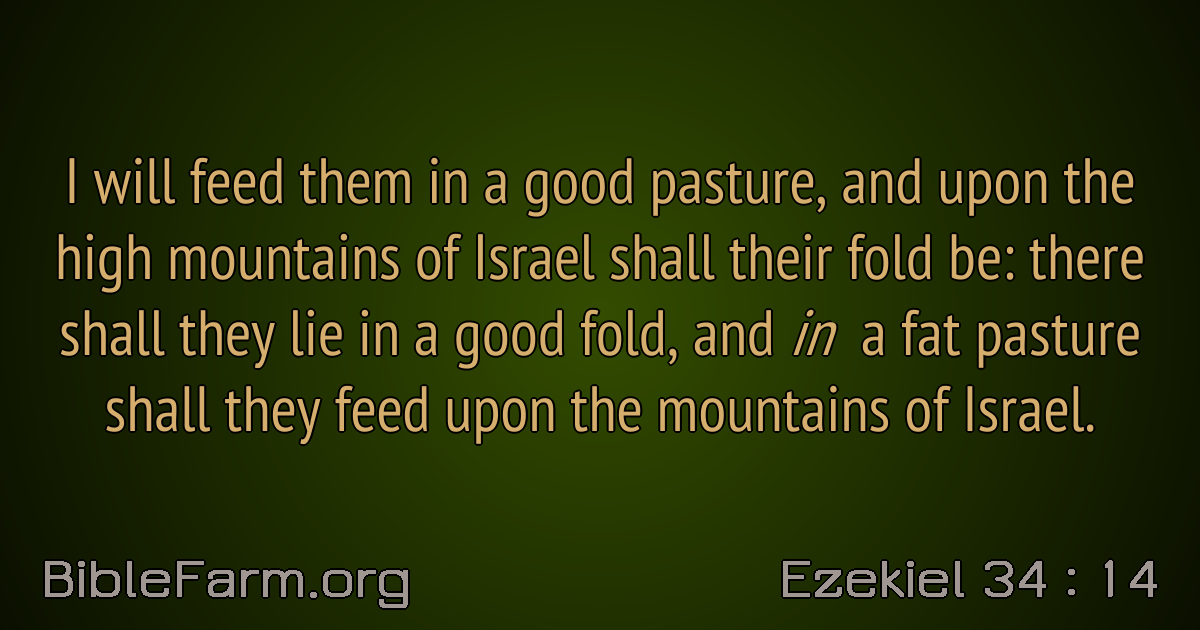 I will feed them in a good pasture, and upon the
high mountains of Israel shall their fold be: there
shall they lie in a good fold, and in a fat pasture
shall they feed upon the mountains of Israel.
BibleFarm.org
Ezekiel 34 : 14